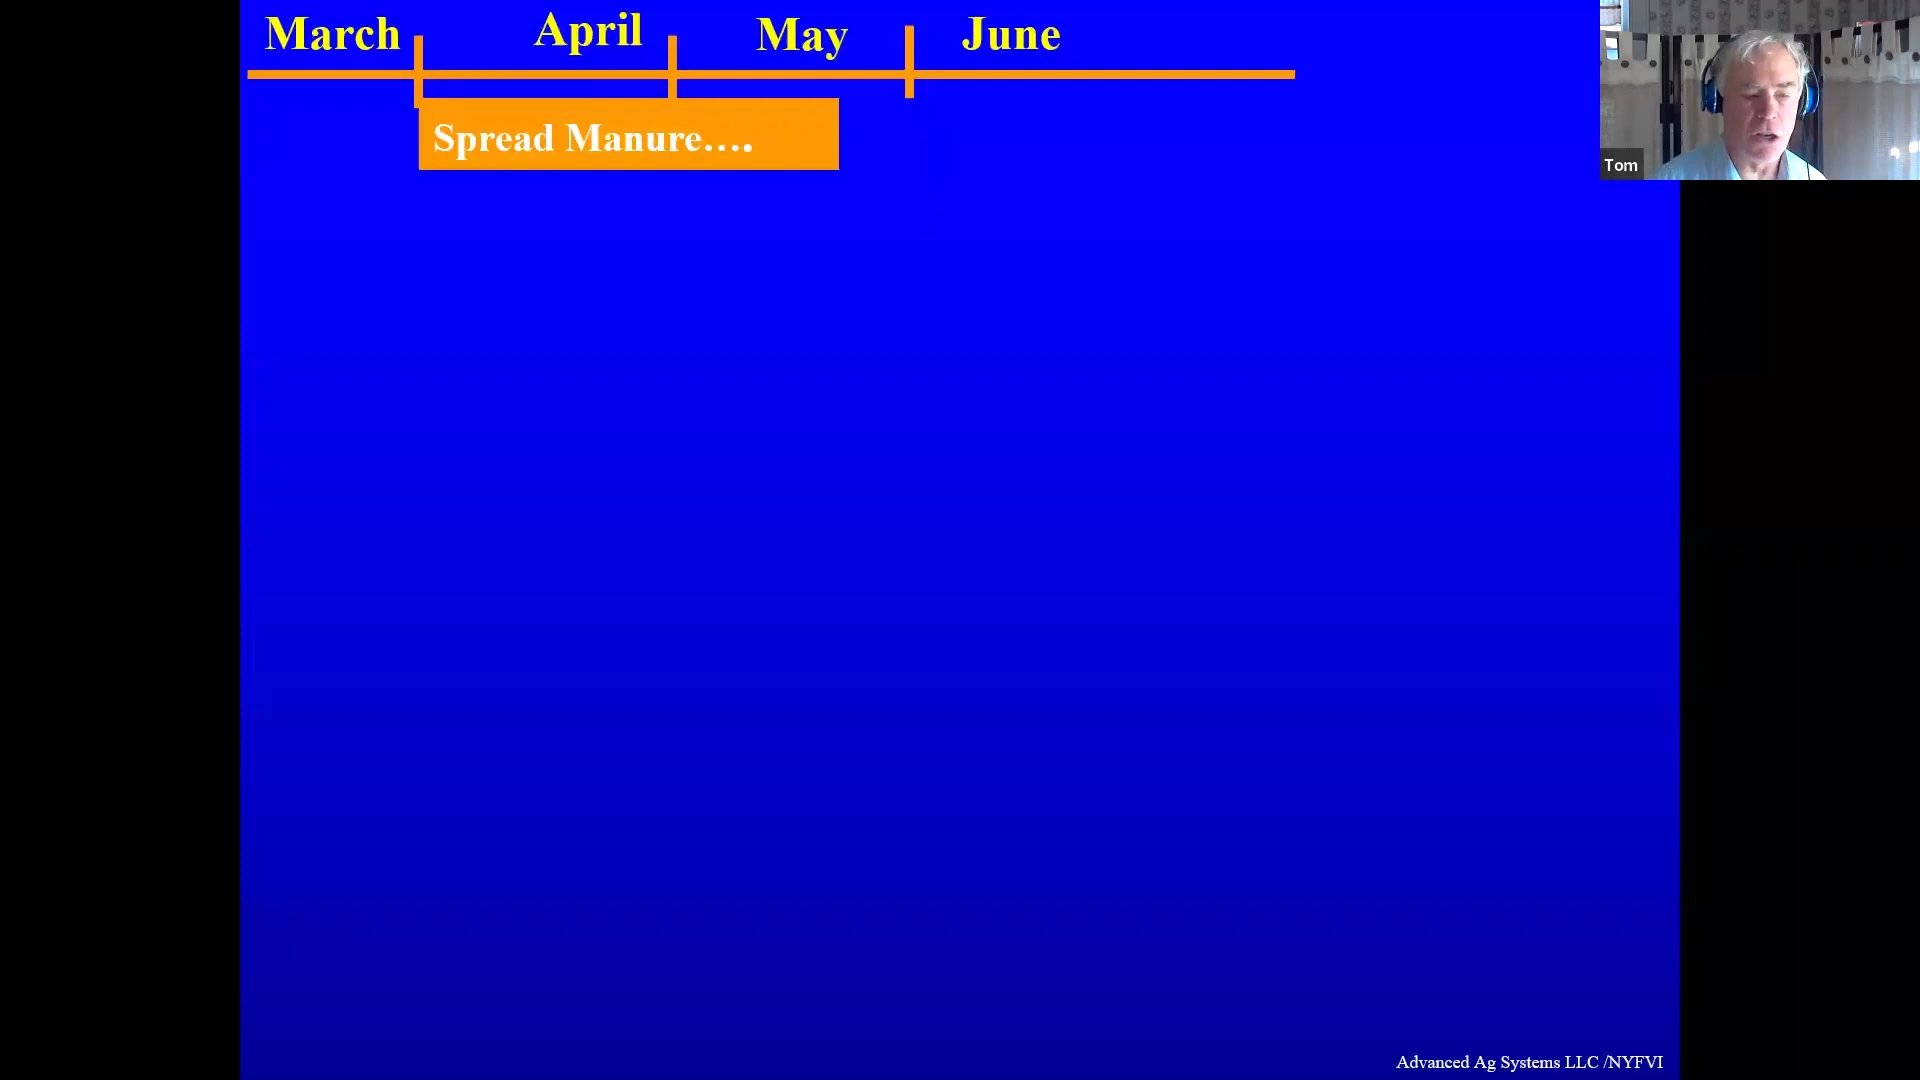 March April May June
Spread Manure....
Tom
Advanced Ag Systems LLC /NYFVI